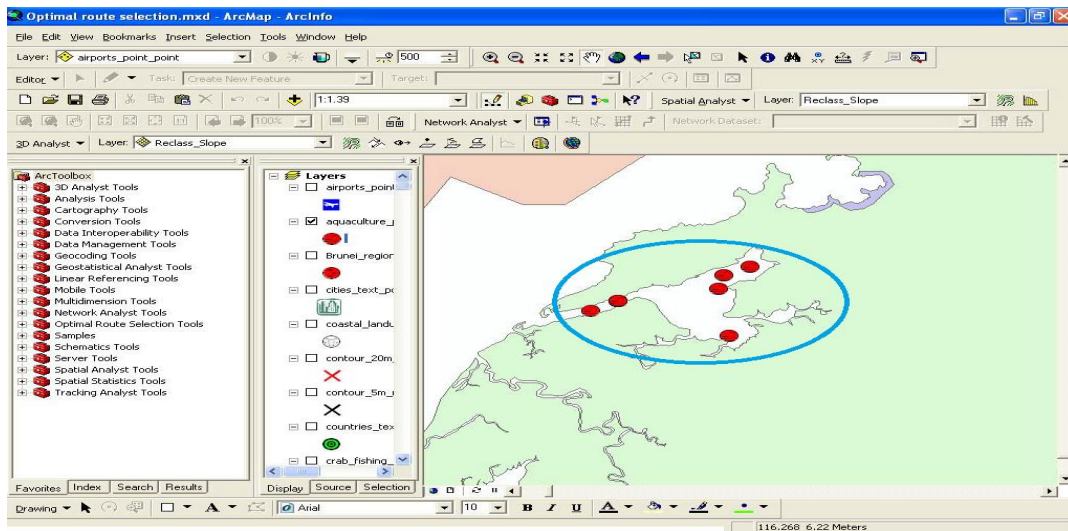 Optimal route selection.mxd - ArcMap - ArcInfo
File Edit View Bookmarks Insert Selection Tools Window Help
Layer: airports_point_point 500
Editor Task: Create New Feature Target:
1:1.39 Spatial Analyst Layer: Reclass_Slope
100% Network Analyst Network Dataset:
3D Analyst Layer: Reclass_Slope
ArcToolbox
3D Analyst Tools
Analysis Tools
Cartography Tools
Conversion Tools
Data Interoperability Tools
Data Management Tools
Geocoding Tools
Geostatistical Analyst Tools
Linear Referencing Tools
Mobile Tools
Multidimension Tools
Network Analyst Tools
Optimal Route Selection Tools
Samples
Schematics Tools
Server Tools
Spatial Analyst Tools
Spatial Statistics Tools
Tracking Analyst Tools
Favorites Index Search Results
Layers
airports_point
aquaculture_p
Brunei_region
cities_text_po
coastal_landu
contour_20m_
contour_5m_
countries_tex
crab_fishing_
Display Source Selection
Drawing A Arial 10 B I U A
116.268 6.22 Meters